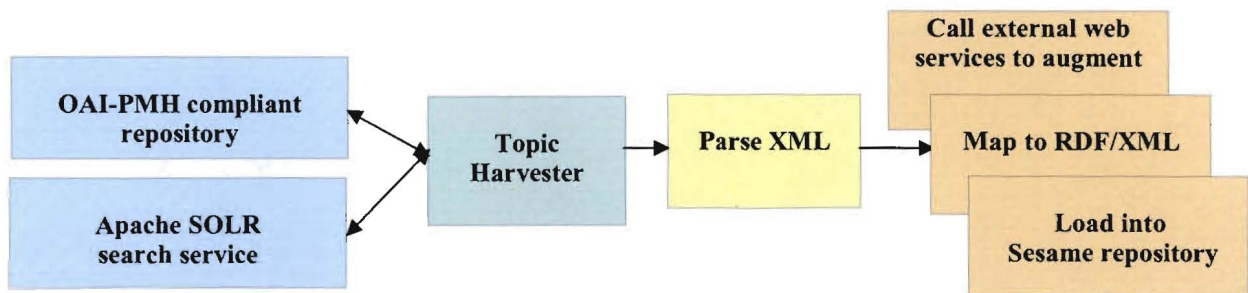 OAI-PMH compliant
repository
Apache SOLR
search service
Topic
Harvester
Parse XML
Call external web
services to augment
Map to RDF/XML
Load into
Sesame repository